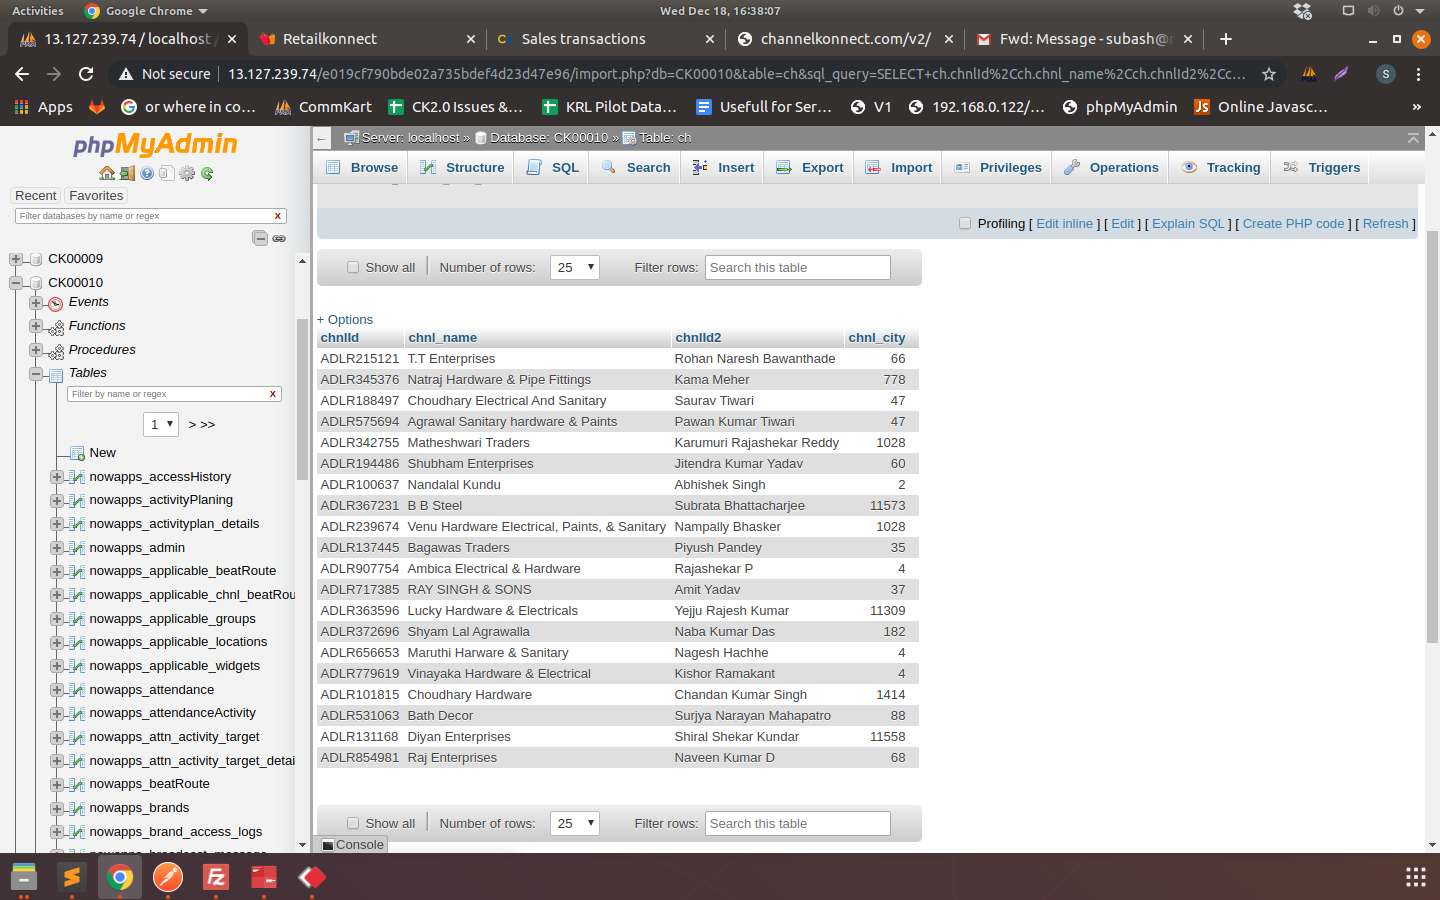 Activities
Google Chrome
Wed Dec 18, 16:38:07
13.127.239.74 / localhost /
Retailkonnect
Sales transactions
channelkonnect.com/v2/
Fwd: Message - subash@
Not secure
13.127.239.74/e019cf790bde02a735bdef4d23d47e96/import.php?db=CK00010&table=ch&sql_query=SELECT+ch.chnlId%2Cch.chnl_name%2Cch.chnlId2%2Cc...
S
Apps
or where in co...
CommKart
CK2.0 Issues &...
KRL Pilot Data...
Usefull for Ser...
V1
192.168.0.122/...
phpMyAdmin
Online Javasc...
»
phpMyAdmin
Recent
Favorites
Filter databases by name or regex
X
CK00009
CK00010
Events
Functions
Procedures
Tables
Filter by name or regex
X
1
> >>
New
nowapps_accessHistory
nowapps_activityPlaning
nowapps_activityplan_details
nowapps_admin
nowapps_applicable_beatRoute
nowapps_applicable_chnl_beatRou
nowapps_applicable_groups
nowapps_applicable_locations
nowapps_applicable_widgets
nowapps_attendance
nowapps_attendanceActivity
nowapps_attn_activity_target
nowapps_attn_activity_target_detai
nowapps_beatRoute
nowapps_brands
nowapps_brand_access_logs
Server: localhost » Database: CK00010 » Table: ch
Browse
Structure
SQL
Search
Insert
Export
Import
Privileges
Operations
Tracking
Triggers
Profiling [ Edit inline ] [ Edit ] [ Explain SQL ] [ Create PHP code ] [ Refresh ]
Show all
Number of rows:
25
Filter rows:
Search this table
+ Options
chnlId chnl_name chnlId2 chnl_city
ADLR215121 T.T Enterprises Rohan Naresh Bawanthade 66
ADLR345376 Natraj Hardware & Pipe Fittings Kama Meher 778
ADLR188497 Choudhary Electrical And Sanitary Saurav Tiwari 47
ADLR575694 Agrawal Sanitary hardware & Paints Pawan Kumar Tiwari 47
ADLR342755 Matheshwari Traders Karumuri Rajashekar Reddy 1028
ADLR194486 Shubham Enterprises Jitendra Kumar Yadav 60
ADLR100637 Nandalal Kundu Abhishek Singh 2
ADLR367231 B B Steel Subrata Bhattacharjee 11573
ADLR239674 Venu Hardware Electrical, Paints, & Sanitary Nampally Bhasker 1028
ADLR137445 Bagawas Traders Piyush Pandey 35
ADLR907754 Ambica Electrical & Hardware Rajashekar P 4
ADLR717385 RAY SINGH & SONS Amit Yadav 37
ADLR363596 Lucky Hardware & Electricals Yejju Rajesh Kumar 11309
ADLR372696 Shyam Lal Agrawalla Naba Kumar Das 182
ADLR656653 Maruthi Harware & Sanitary Nagesh Hachhe 4
ADLR779619 Vinayaka Hardware & Electrical Kishor Ramakant 4
ADLR101815 Choudhary Hardware Chandan Kumar Singh 1414
ADLR531063 Bath Decor Surjya Narayan Mahapatro 88
ADLR131168 Diyan Enterprises Shiral Shekar Kundar 11558
ADLR854981 Raj Enterprises Naveen Kumar D 68
Show all
Number of rows:
25
Filter rows:
Search this table
Console